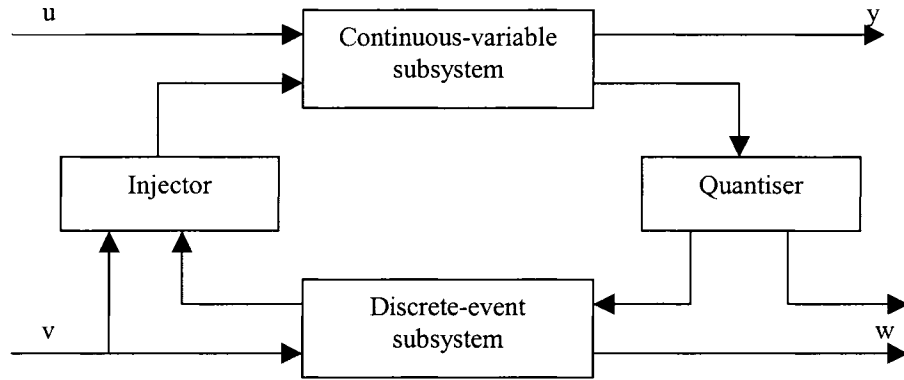 u
Continuous-variable
subsystem
y
Injector
Quantiser
v
Discrete-event
subsystem
w